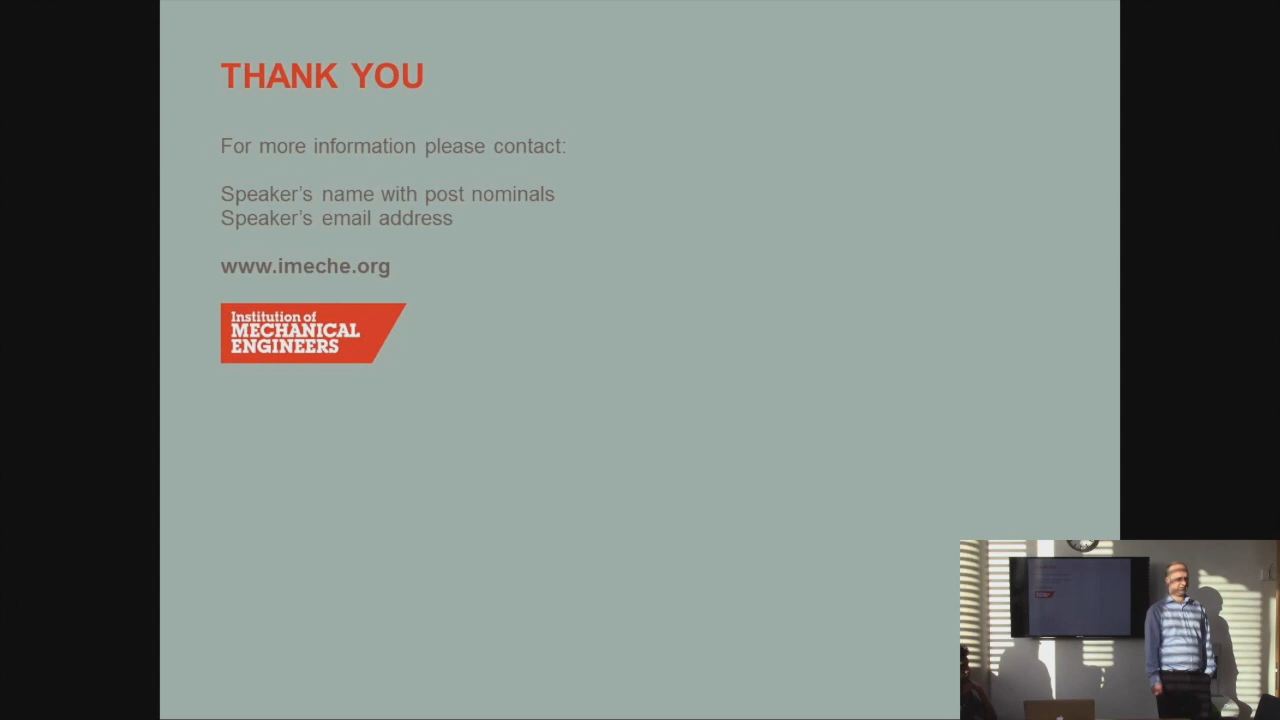 THANK YOU
For more information please contact:
Speaker's name with post nominals
Speaker's email address
www.imeche.org
Institution of
MECHANICAL
ENGINEERS